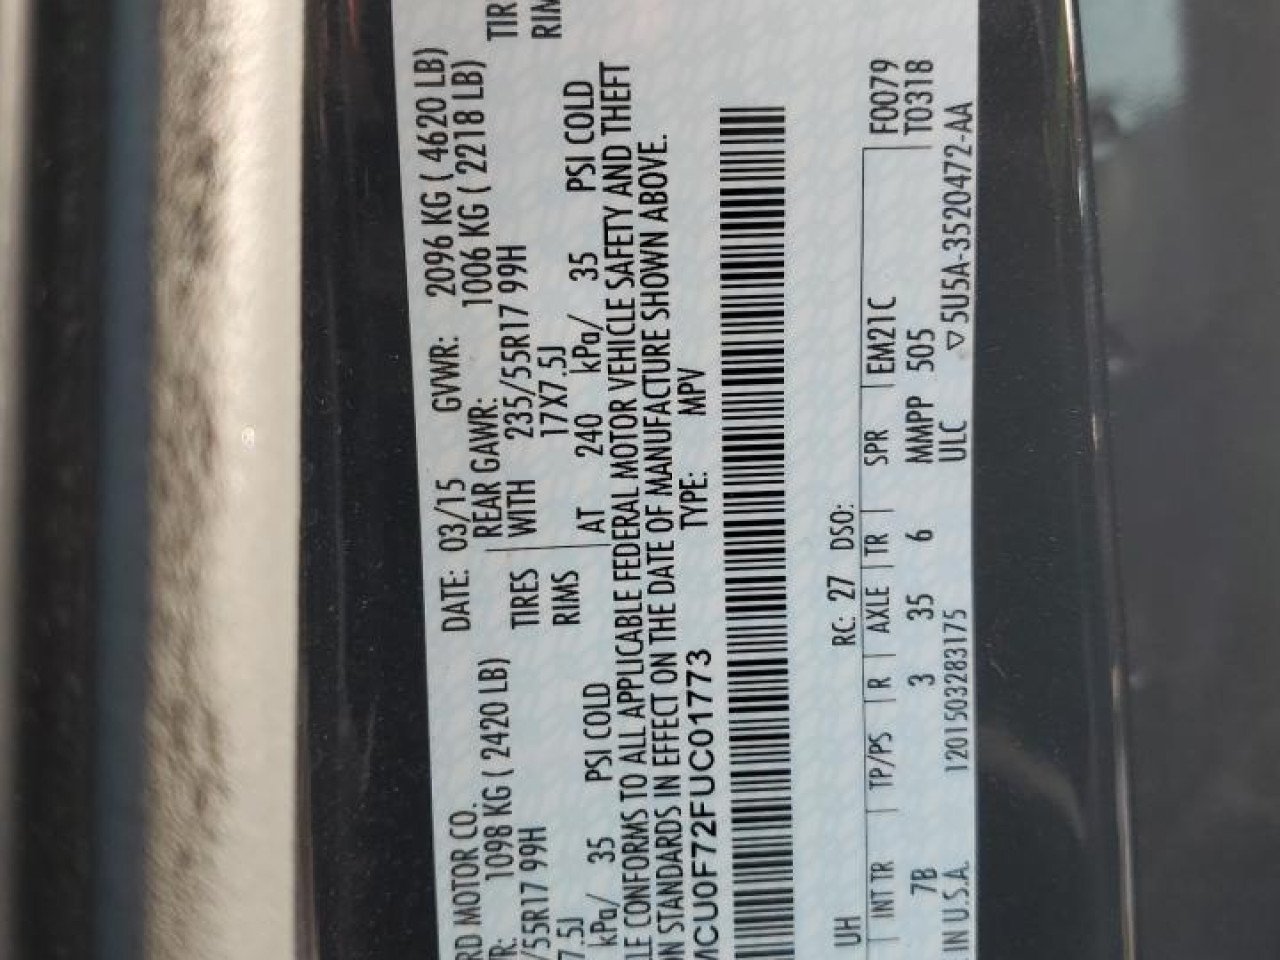 RD MOTOR CO. DATE: 03/15 GVWR: 2096 KG ( 4620 LB)
1098 KG ( 2420 LB) REAR GAWR: 1006 KG ( 2218 LB)
/55R17 99H TIRES WITH 235/55R17 99H TIR
7.5J RIMS 17X7.5J RIM
kPa/ 35 PSI COLD AT 240 kPa/ 35 PSI COLD
LE CONFORMS TO ALL APPLICABLE FEDERAL MOTOR VEHICLE SAFETY AND THEFT
ON STANDARDS IN EFFECT ON THE DATE OF MANUFACTURE SHOWN ABOVE.
MCU0F72FUC01773 TYPE: MPV
UH RC: 27 DSO:
INT TR TP/PS R AXLE TR SPR EM21C F0079
7B 3 35 6 MMPP 505 T0318
IN U.S.A. 1201503283175 ULC ▽5U5A-3520472-AA